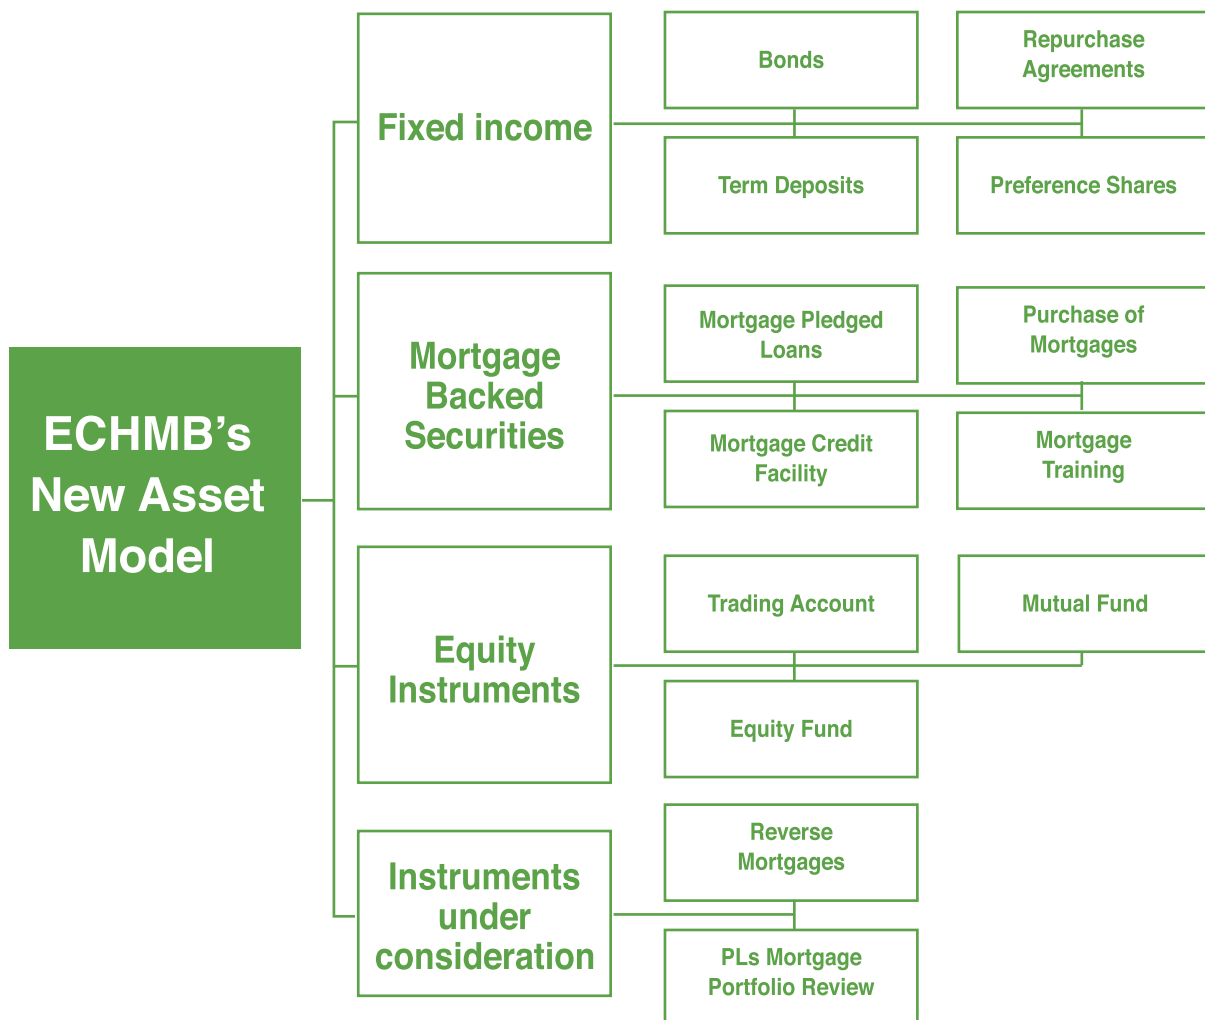 ECHMB’s
New Asset
Model
Fixed income
Bonds
Repurchase
Agreements
Term Deposits
Preference Shares
Mortgage
Backed
Securities
Mortgage Pledged
Loans
Purchase of
Mortgages
Mortgage Credit
Facility
Mortgage
Training
Equity
Instruments
Trading Account
Mutual Fund
Equity Fund
Instruments
under
consideration
Reverse
Mortgages
PLs Mortgage
Portfolio Review